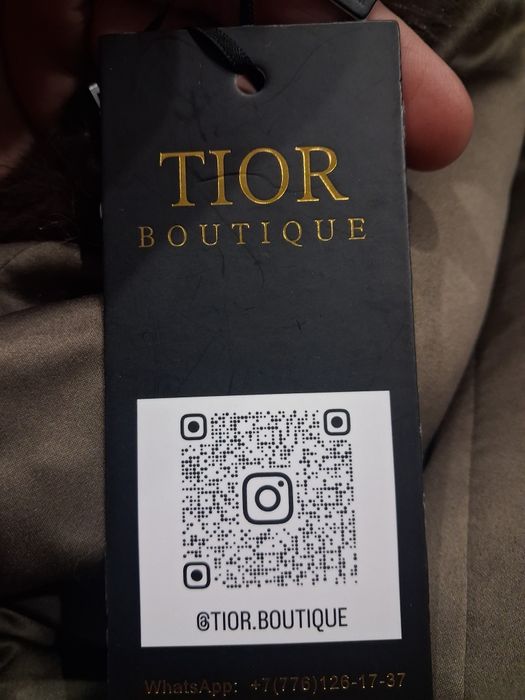 TIOR
BOUTIQUE
@TIOR.BOUTIQUE
WhatsApp: +7(776)126-17-37